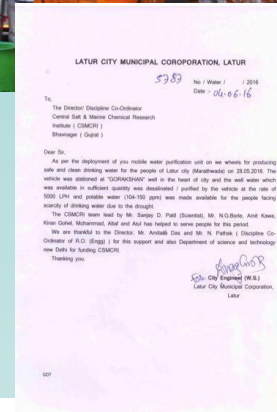 LATUR CITY MUNICIPAL COROPORATION, LATUR
5383 No / Water / / 2016
Date - 04-06-16
To,
The Director/ Discipline Co-Ordinator
Central Salt & Marine Chemical Research
Institute ( CSMCRI )
Bhavnager ( Gujrat )
Dear Sir,
As per the deployment of you mobile water purification unit on we wheels for producing
safe and clean drinking water for the people of Latur city (Marathwada) on 28.05.2016. The
vehicle was stationed at "GORAKSHAN" well in the heart of city and the well water which
was available in sufficient quantity was desalinated / purified by the vehicle at the rate of
5000 LPH and potable water (104-150 ppm) was made available for the people facing
scarcity of drinking water due to the drought.
The CSMCRI team lead by Mr. Sanjay D. Patil (Scientist), Mr. N.G.Bode, Amit Kawa,
Kiran Gohel, Mohammad, Altaf and Atul has helped to serve people for this period.
We are thankful to the Director, Mr. Amitab Das and Mr. N. Pathak ( Discipline Co-
Ordinator of R.O. (Engg) ) for this support and also Department of science and technology
new Delhi for funding CSMCRI.
Thanking you.
City Engineer (W.S.)
Latur City Municipal Corporation,
Latur